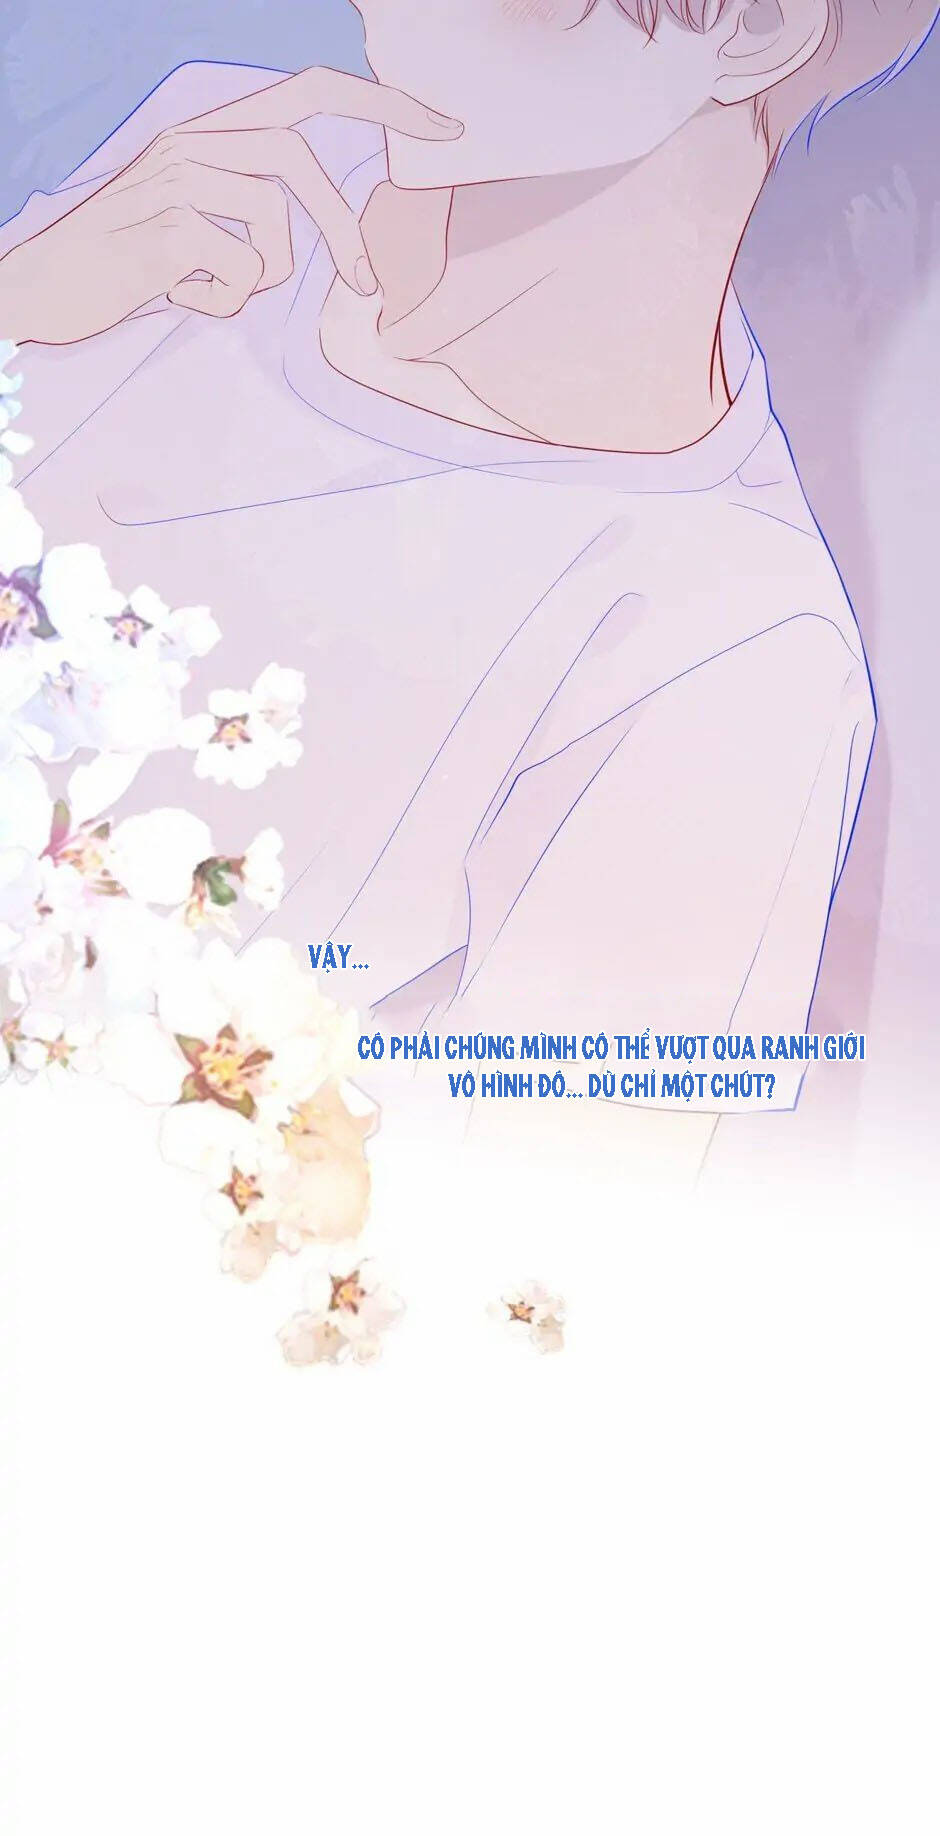 VẬY...
CÓ PHẢI CHÚNG MÌNH CÓ THỂ VƯỢT QUA RANH GIỚI
VÔ HÌNH ĐÓ... DÙ CHỈ MỘT CHÚT?